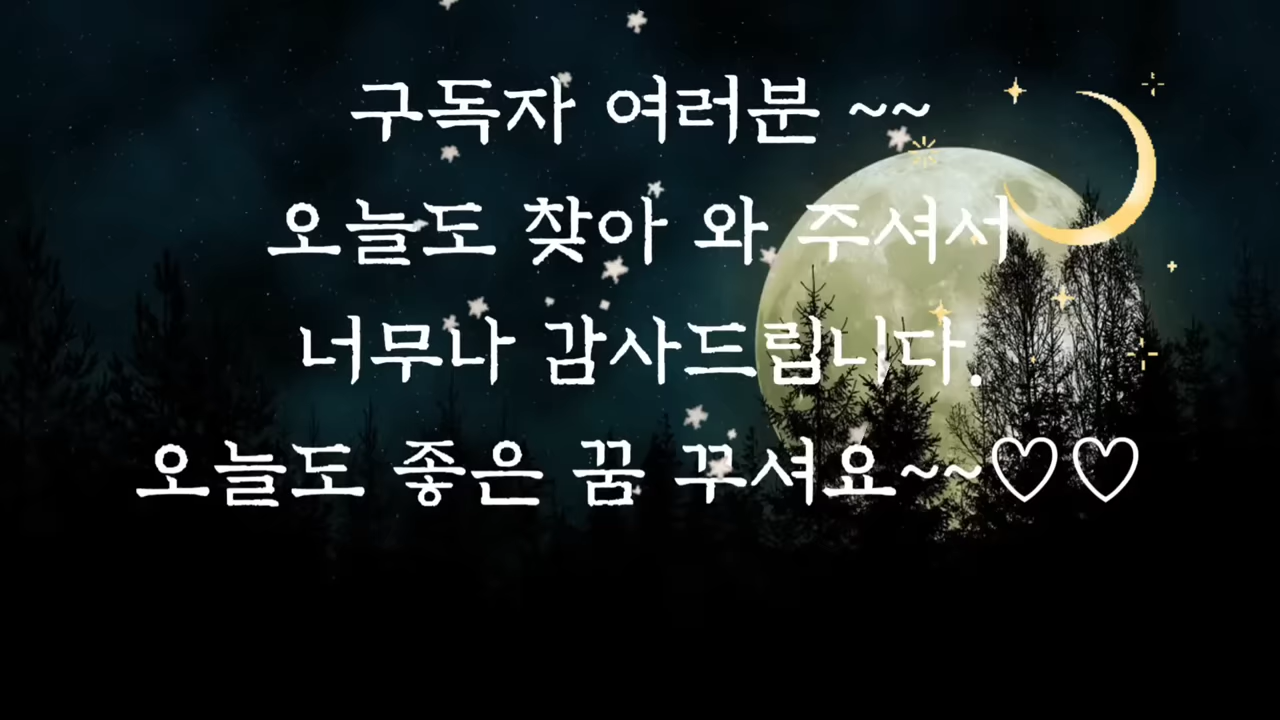 구독자 여러분 ~~
오늘도 찾아 와 주셔서
너무나 감사드립니다.
오늘도 좋은 꿈 꾸셔요~~♡♡